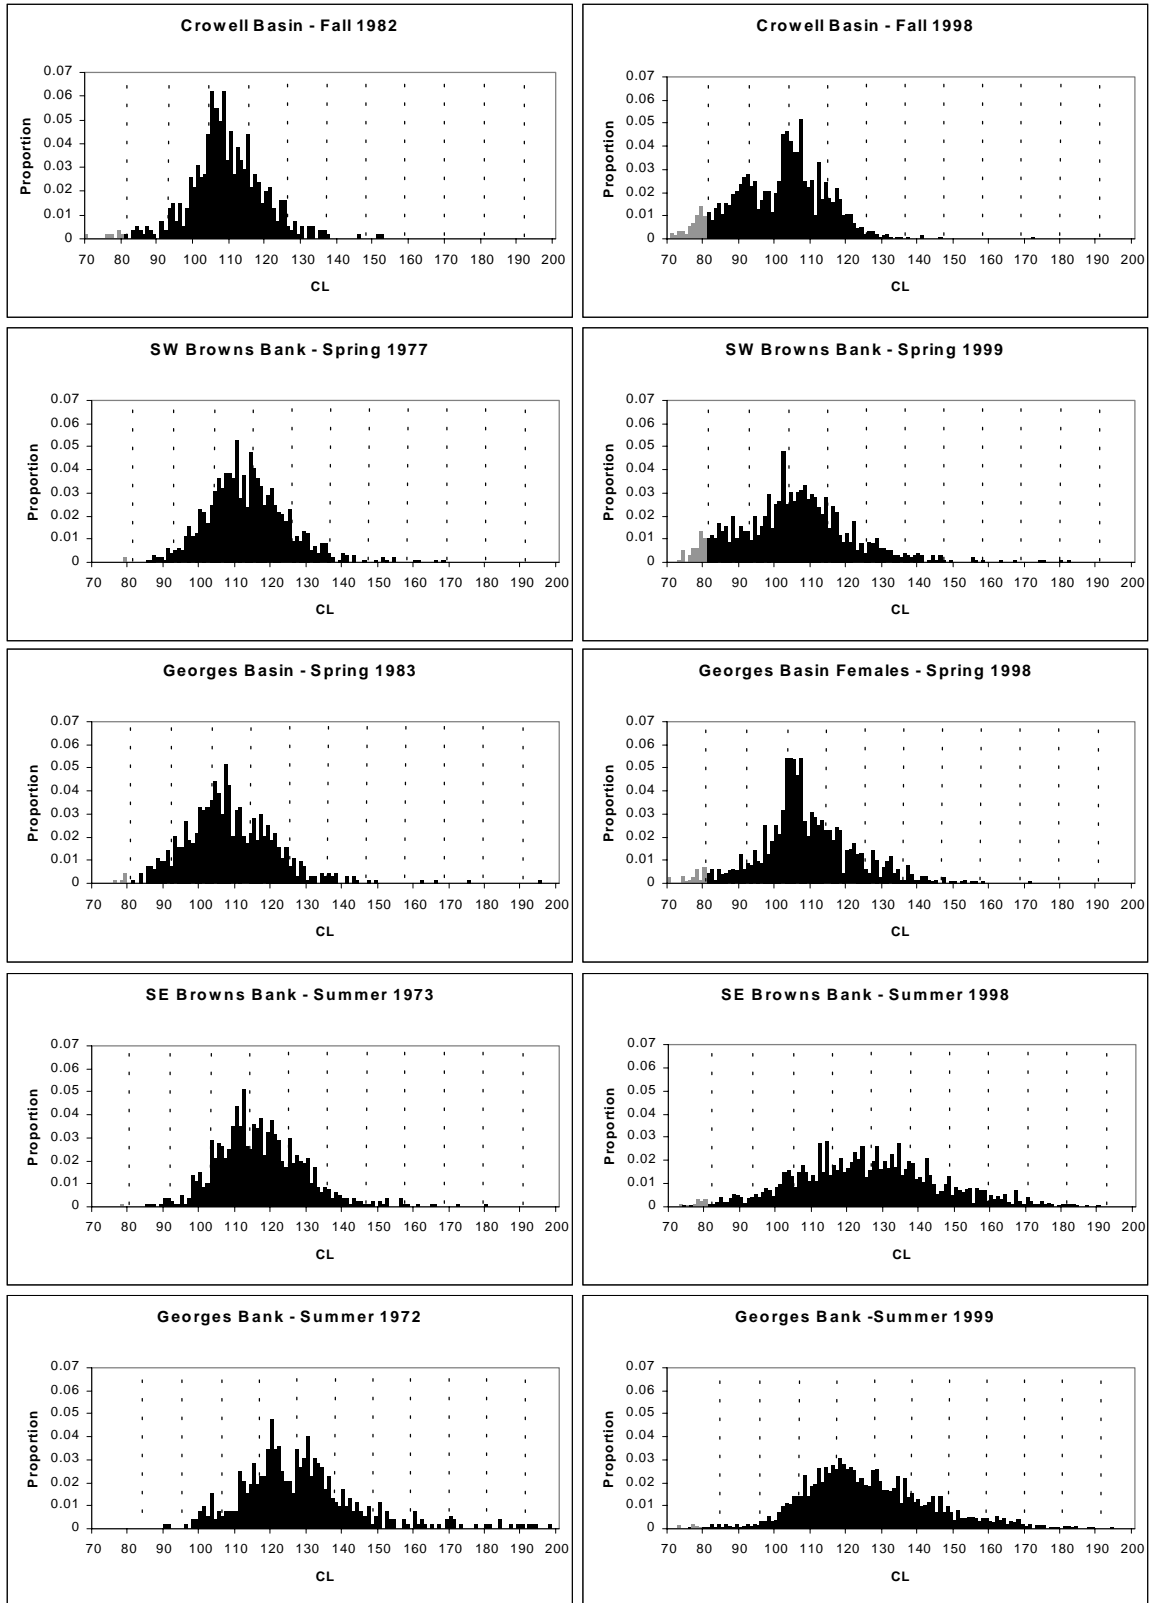 Crowell Basin - Fall 1982
0.07
0.06
0.05
0.04
0.03
0.02
0.01
0
Proportion
70 80 90 100 110 120 130 140 150 160 170 180 190 200
CL
Crowell Basin - Fall 1998
0.07
0.06
0.05
0.04
0.03
0.02
0.01
0
Proportion
70 80 90 100 110 120 130 140 150 160 170 180 190 200
CL
SW Browns Bank - Spring 1977
0.07
0.06
0.05
0.04
0.03
0.02
0.01
0
Proportion
70 80 90 100 110 120 130 140 150 160 170 180 190 200
CL
SW Browns Bank - Spring 1999
0.07
0.06
0.05
0.04
0.03
0.02
0.01
0
Proportion
70 80 90 100 110 120 130 140 150 160 170 180 190 200
CL
Georges Basin - Spring 1983
0.07
0.06
0.05
0.04
0.03
0.02
0.01
0
Proportion
70 80 90 100 110 120 130 140 150 160 170 180 190 200
CL
Georges Basin Females - Spring 1998
0.07
0.06
0.05
0.04
0.03
0.02
0.01
0
Proportion
70 80 90 100 110 120 130 140 150 160 170 180 190 200
CL
SE Browns Bank - Summer 1973
0.07
0.06
0.05
0.04
0.03
0.02
0.01
0
Proportion
70 80 90 100 110 120 130 140 150 160 170 180 190 200
CL
SE Browns Bank - Summer 1998
0.07
0.06
0.05
0.04
0.03
0.02
0.01
0
Proportion
70 80 90 100 110 120 130 140 150 160 170 180 190 200
CL
Georges Bank - Summer 1972
0.07
0.06
0.05
0.04
0.03
0.02
0.01
0
Proportion
70 80 90 100 110 120 130 140 150 160 170 180 190 200
CL
Georges Bank -Summer 1999
0.07
0.06
0.05
0.04
0.03
0.02
0.01
0
Proportion
70 80 90 100 110 120 130 140 150 160 170 180 190 200
CL